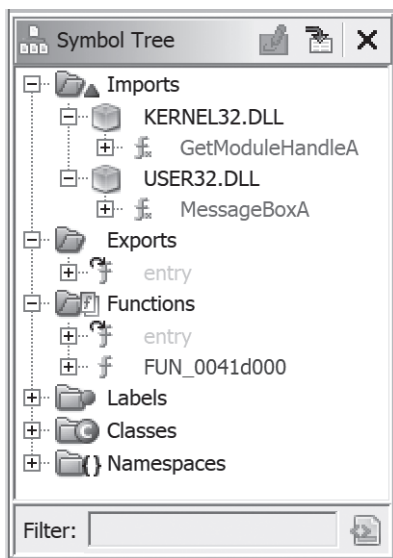 Symbol Tree
Imports
KERNEL32.DLL
GetModuleHandleA
USER32.DLL
MessageBoxA
Exports
entry
Functions
entry
FUN_0041d000
Labels
Classes
Namespaces
Filter: